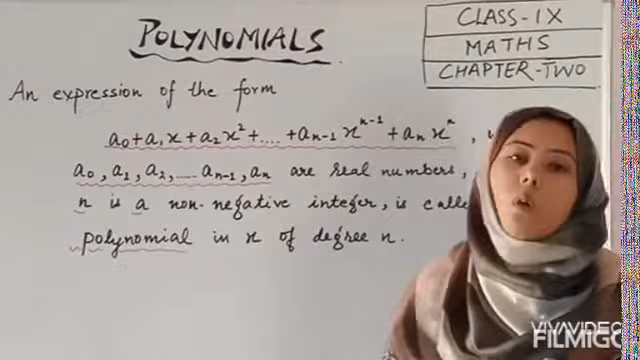 POLYNOMIALS
CLASS-IX
MATHS
CHAPTER-TWO
An expression of the form
a₀+a₁x+a₂x²+....+aₙ₋₁xⁿ⁻¹+aₙxⁿ,
a₀, a₁, a₂, ....aₙ₋₁, aₙ are real numbers,
n is a non-negative integer, is calle
polynomial in x of degree n.
VIVAVIDEO
FILMIGO